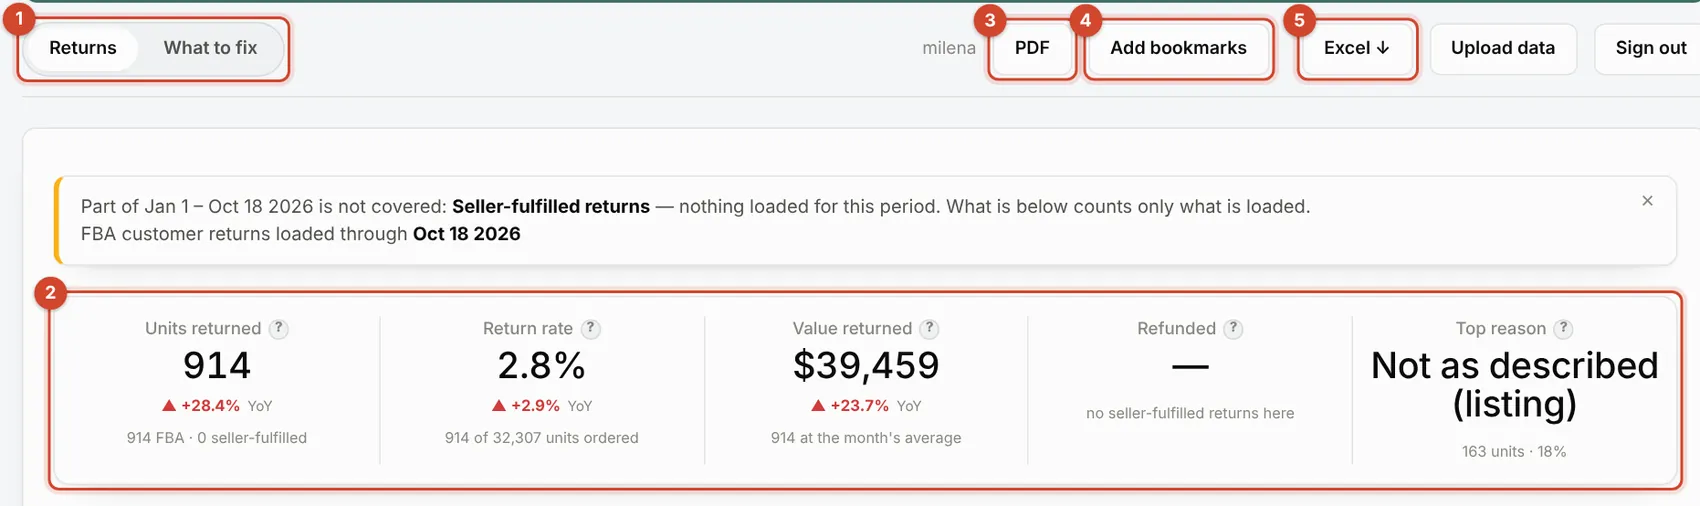 1 3 4 5
Returns What to fix milena PDF Add bookmarks Excel ↓ Upload data Sign out
Part of Jan 1 – Oct 18 2026 is not covered: Seller-fulfilled returns — nothing loaded for this period. What is below counts only what is loaded. ×
FBA customer returns loaded through Oct 18 2026
2
Units returned ?
914
▲ +28.4% YoY
914 FBA · 0 seller-fulfilled
Return rate ?
2.8%
▲ +2.9% YoY
914 of 32,307 units ordered
Value returned ?
$39,459
▲ +23.7% YoY
914 at the month's average
Refunded ?
—
no seller-fulfilled returns here
Top reason ?
Not as described
(listing)
163 units · 18%